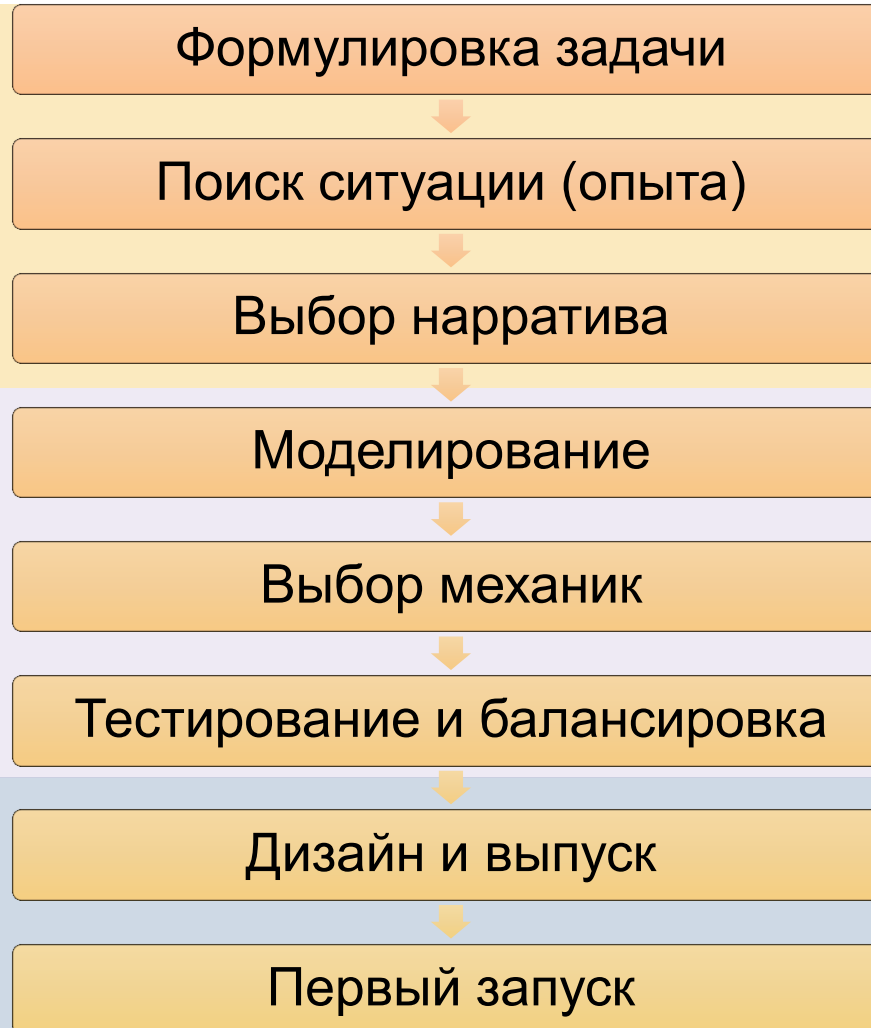 Формулировка задачи
Поиск ситуации (опыта)
Выбор нарратива
Моделирование
Выбор механик
Тестирование и балансировка
Дизайн и выпуск
Первый запуск